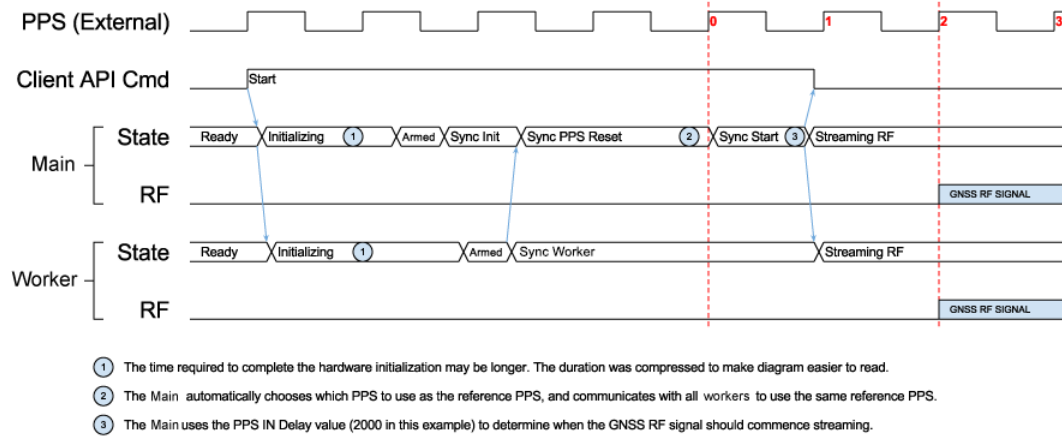 PPS (External)
0 1 2 3
Client API Cmd
Start
State
Ready Initializing 1 Armed Sync Init Sync PPS Reset 2 Sync Start 3 Streaming RF
Main
RF
GNSS RF SIGNAL
State
Ready Initializing 1 Armed Sync Worker Streaming RF
Worker
RF
GNSS RF SIGNAL
1 The time required to complete the hardware initialization may be longer. The duration was compressed to make diagram easier to read.
2 The Main automatically chooses which PPS to use as the reference PPS, and communicates with all workers to use the same reference PPS.
3 The Main uses the PPS IN Delay value (2000 in this example) to determine when the GNSS RF signal should commence streaming.